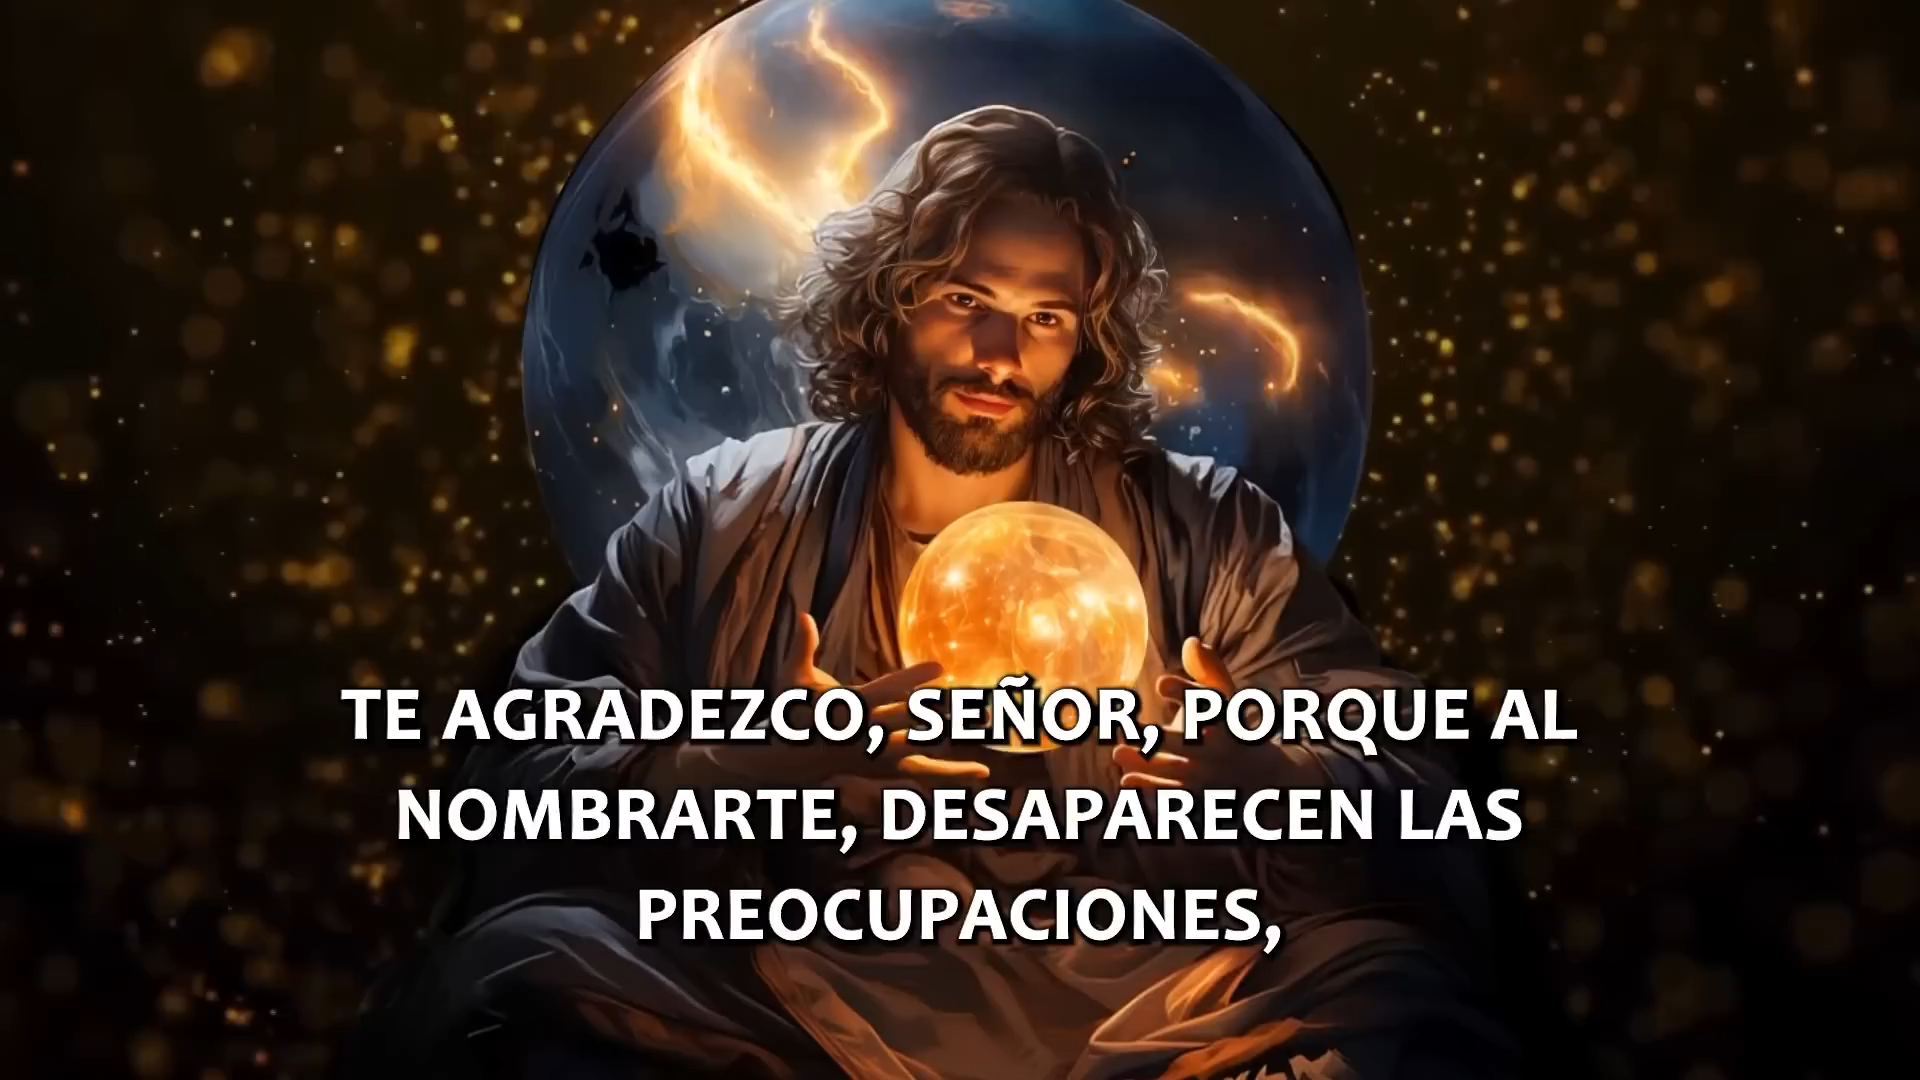 TE AGRADEZCO, SEÑOR, PORQUE AL
NOMBRARTE, DESAPARECEN LAS
PREOCUPACIONES,